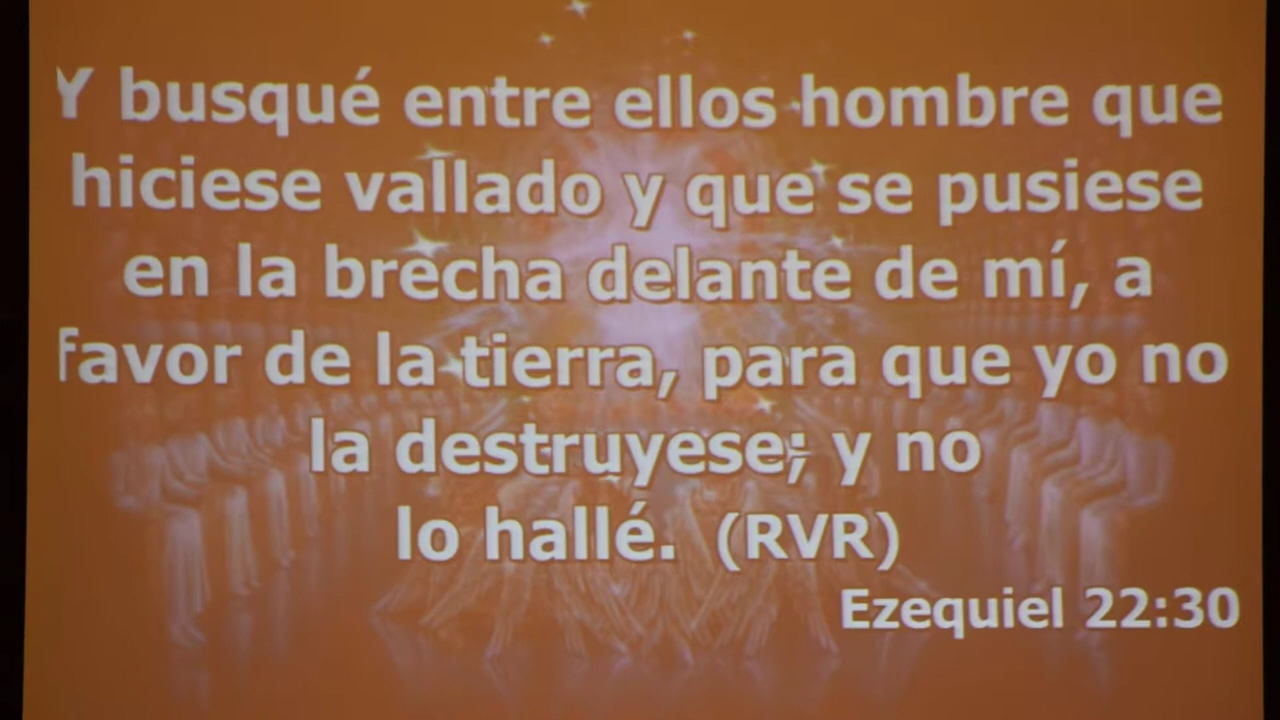 Y busqué entre ellos hombre que
hiciese vallado y que se pusiese
en la brecha delante de mí, a
favor de la tierra, para que yo no
la destruyese; y no
lo hallé. (RVR)
Ezequiel 22:30